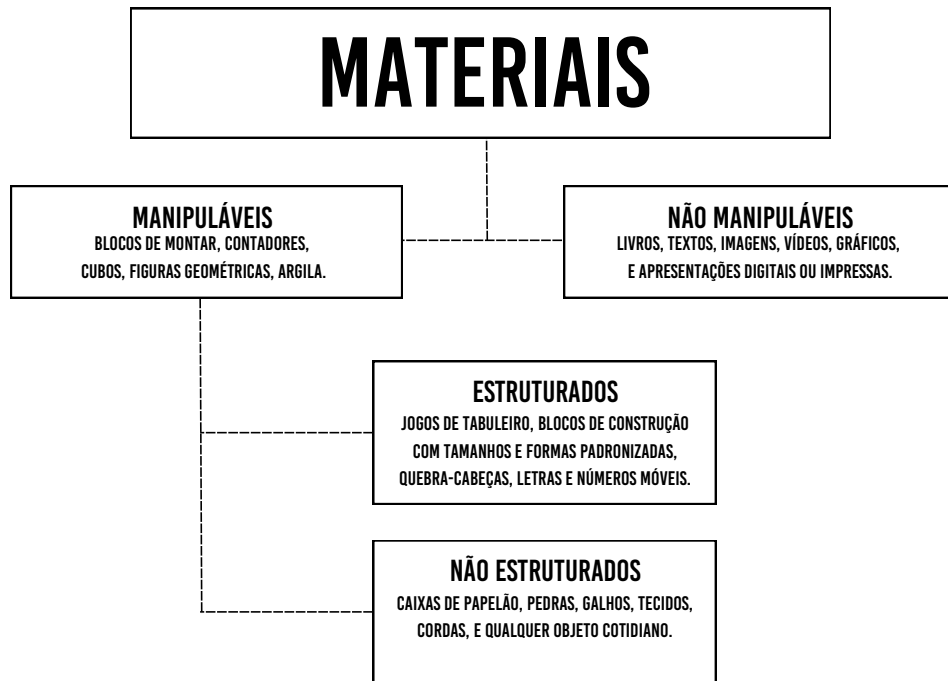 MATERIAIS
MANIPULÁVEIS
BLOCOS DE MONTAR, CONTADORES,
CUBOS, FIGURAS GEOMÉTRICAS, ARGILA.
NÃO MANIPULÁVEIS
LIVROS, TEXTOS, IMAGENS, VÍDEOS, GRÁFICOS,
E APRESENTAÇÕES DIGITAIS OU IMPRESSAS.
ESTRUTURADOS
JOGOS DE TABULEIRO, BLOCOS DE CONSTRUÇÃO
COM TAMANHOS E FORMAS PADRONIZADAS,
QUEBRA-CABEÇAS, LETRAS E NÚMEROS MÓVEIS.
NÃO ESTRUTURADOS
CAIXAS DE PAPELÃO, PEDRAS, GALHOS, TECIDOS,
CORDAS, E QUALQUER OBJETO COTIDIANO.